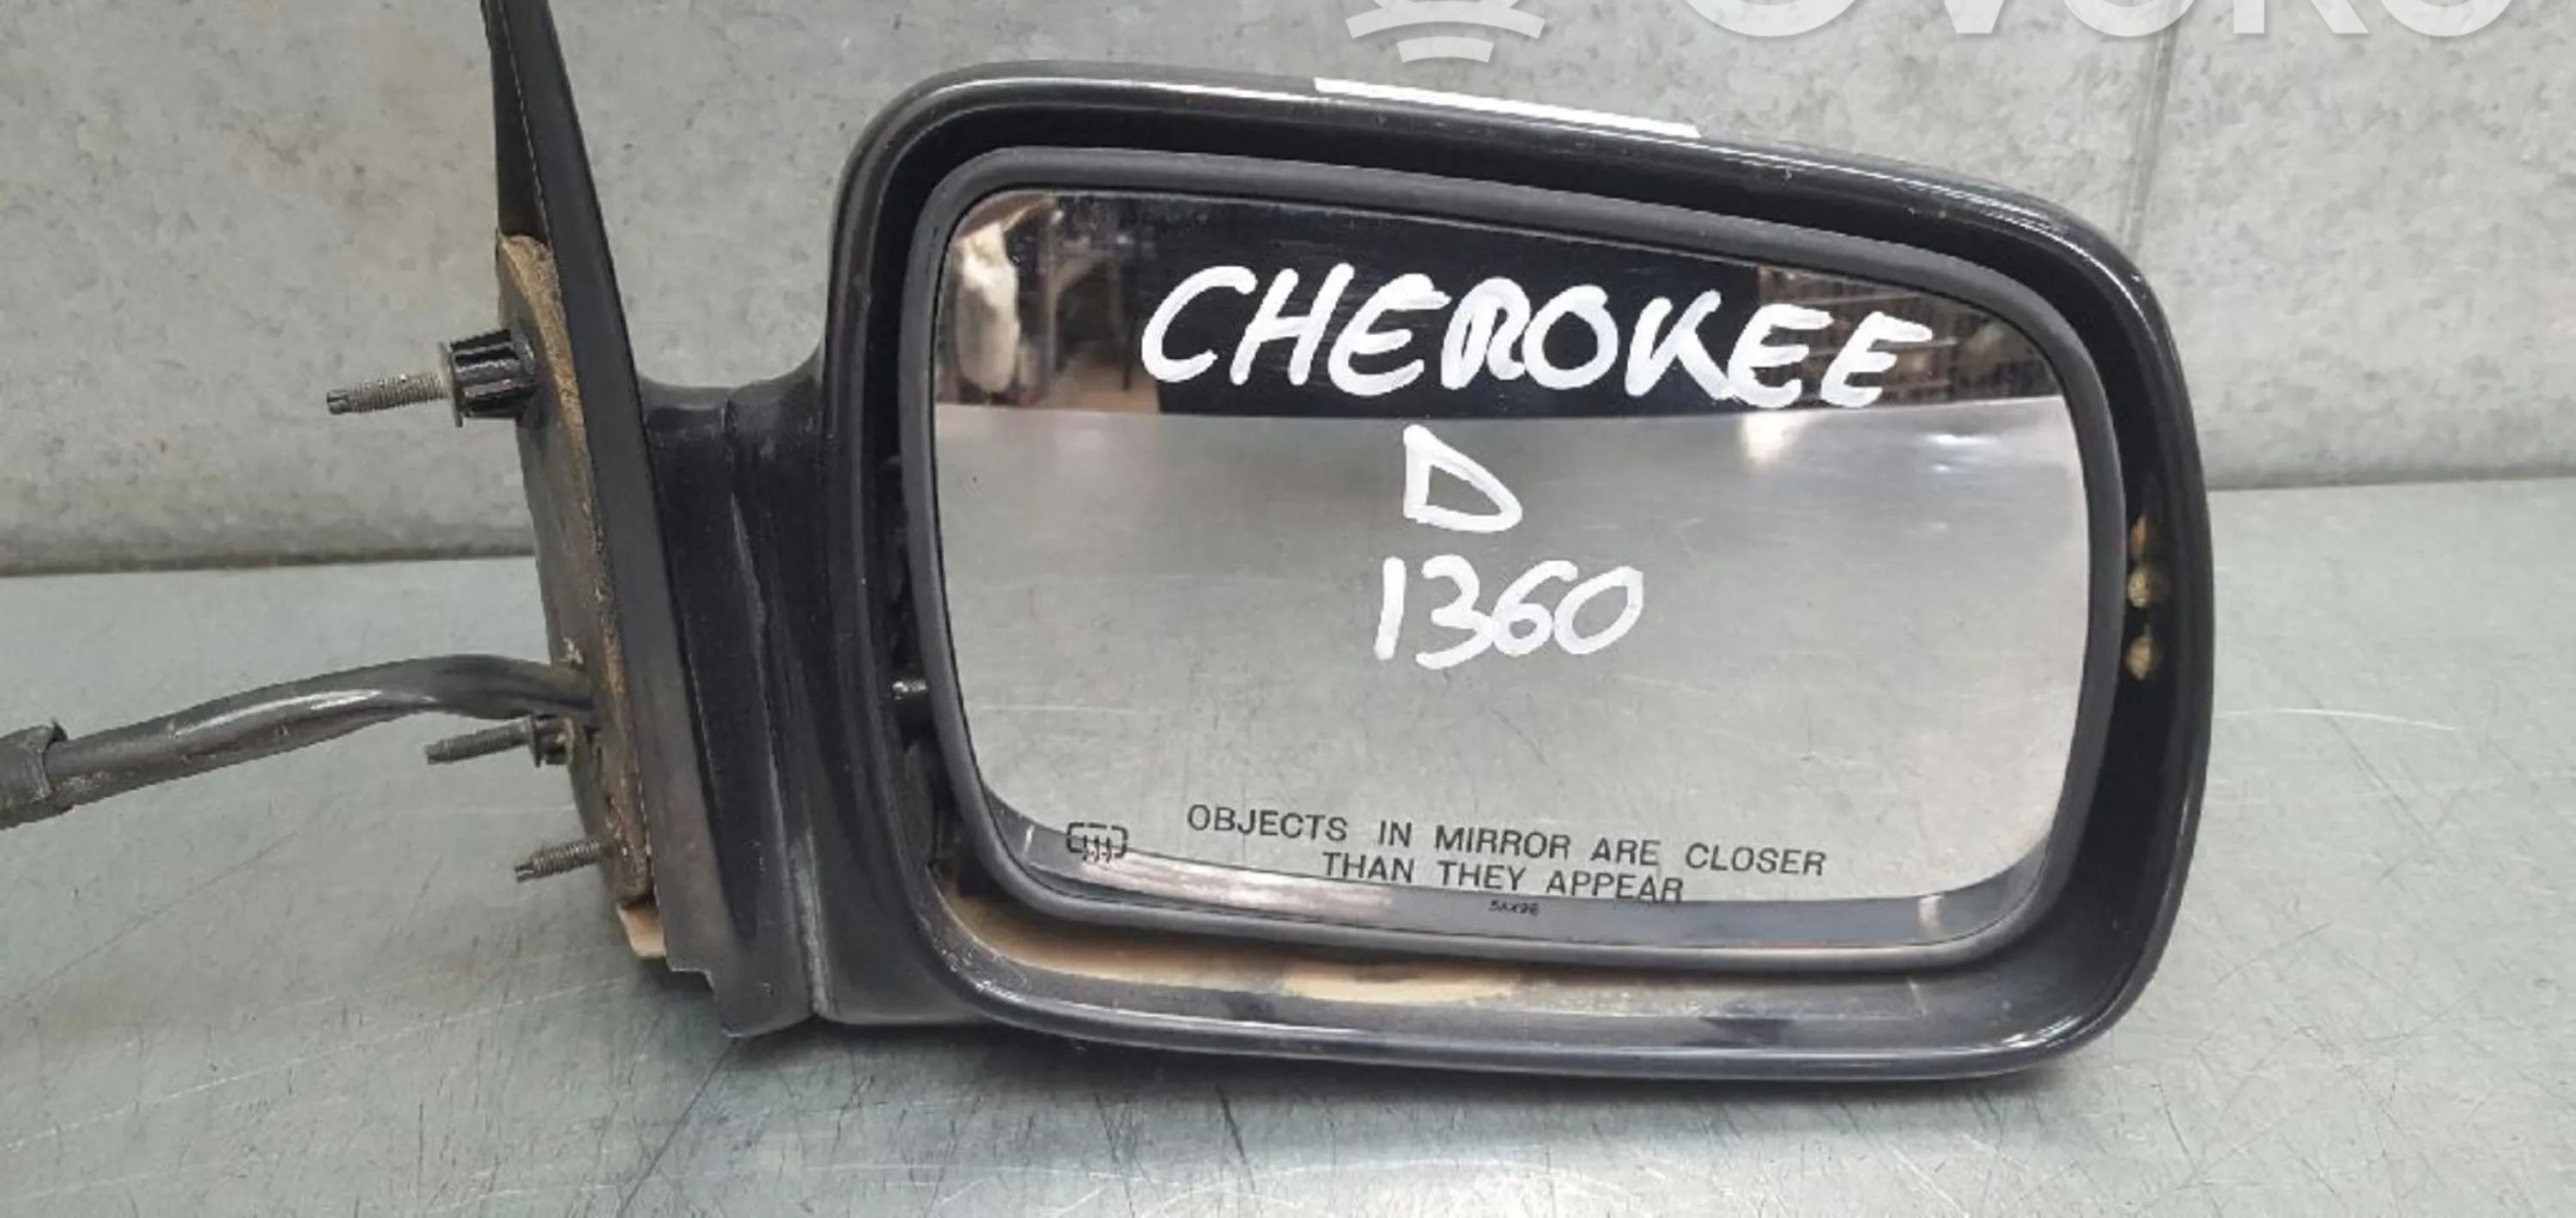 CHEROKEE
D
1360
OBJECTS IN MIRROR ARE CLOSER
THAN THEY APPEAR